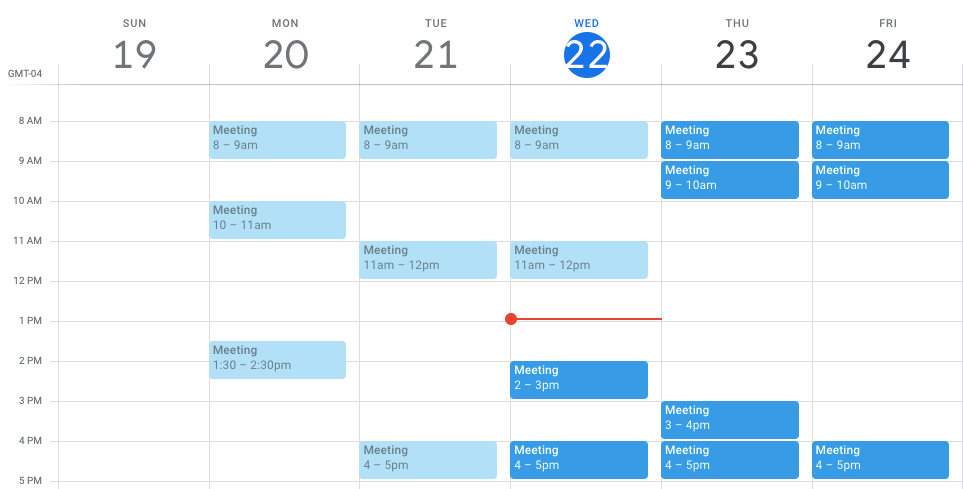 SUN
MON
TUE
WED
THU
FRI
19
20
21
22
23
24
GMT-04
8 AM
Meeting
8 – 9am
Meeting
8 – 9am
Meeting
8 – 9am
Meeting
8 – 9am
Meeting
8 – 9am
9 AM
Meeting
9 – 10am
Meeting
9 – 10am
10 AM
Meeting
10 – 11am
11 AM
Meeting
11am – 12pm
Meeting
11am – 12pm
12 PM
1 PM
Meeting
1:30 – 2:30pm
2 PM
Meeting
2 – 3pm
3 PM
Meeting
3 – 4pm
4 PM
Meeting
4 – 5pm
Meeting
4 – 5pm
Meeting
4 – 5pm
Meeting
4 – 5pm
5 PM